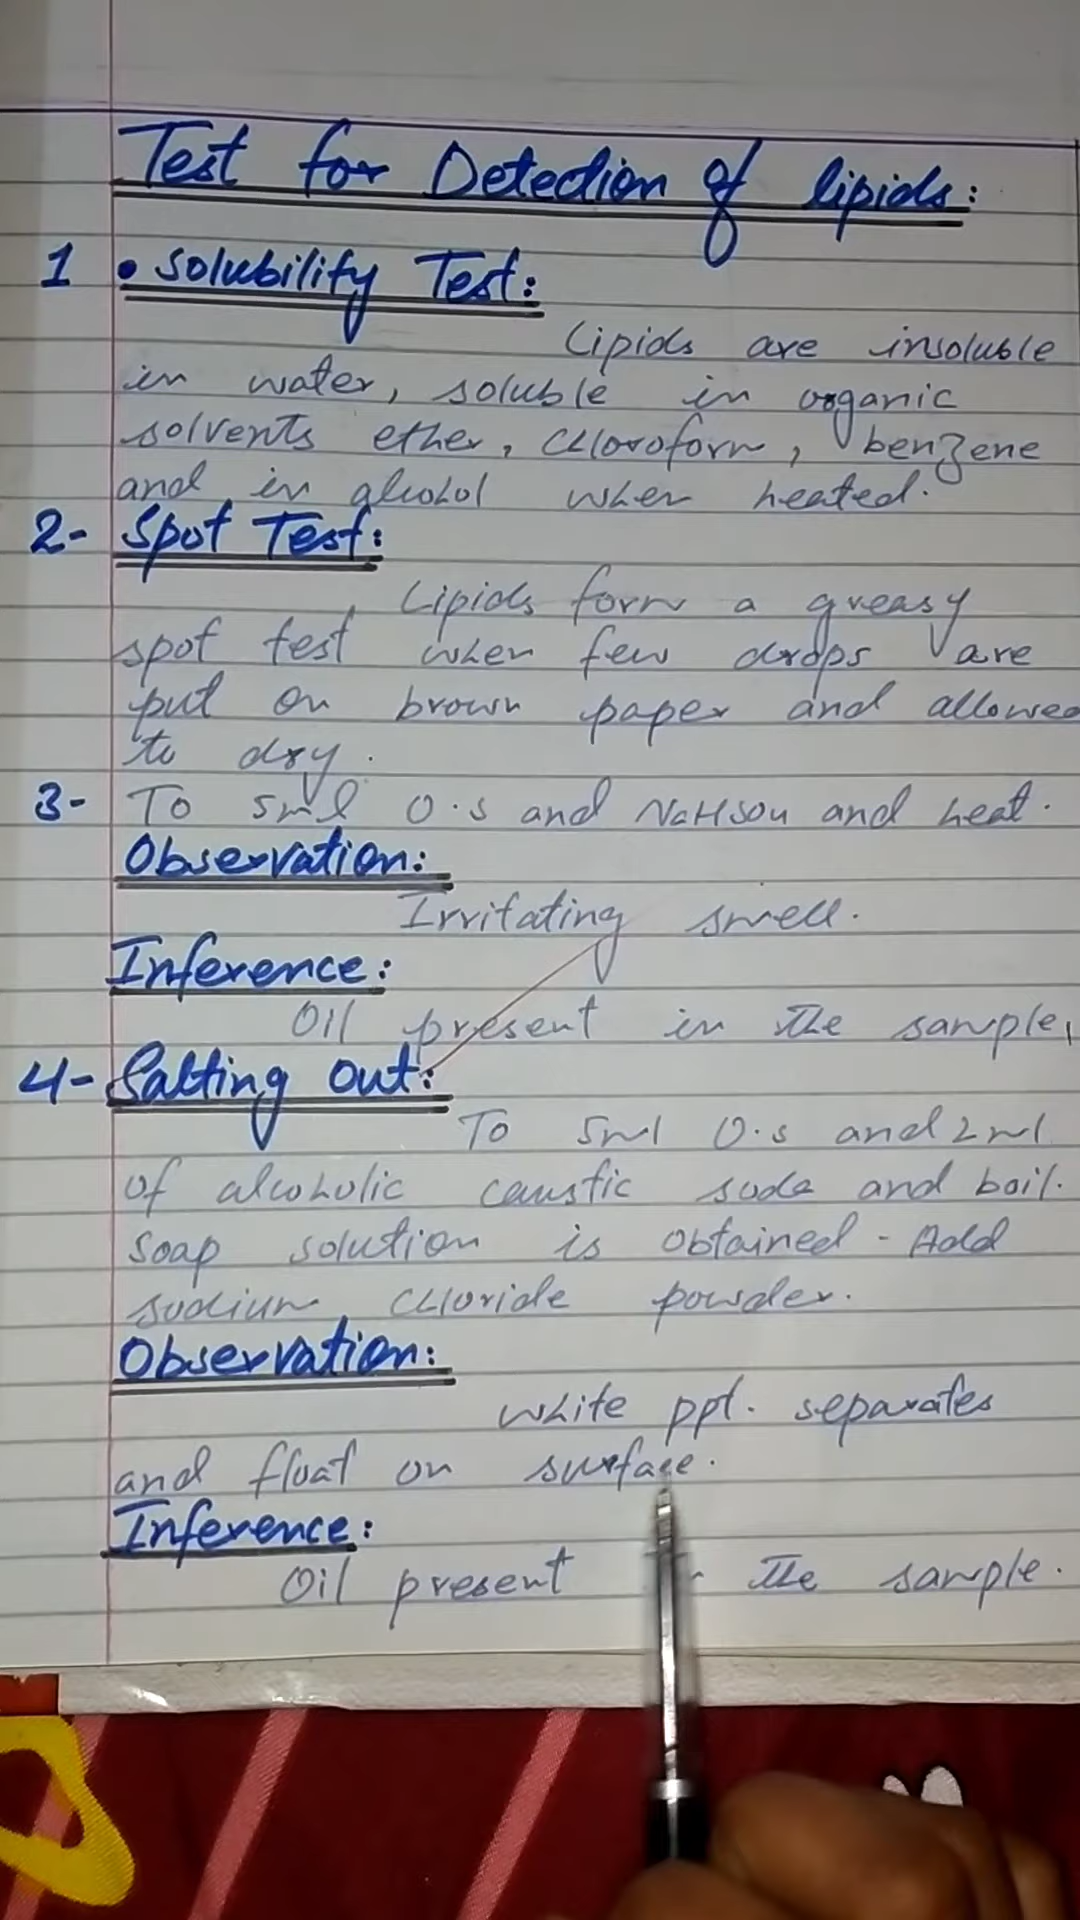 Test for Detection of lipids:
1 • Solubility Test:
Lipids are insoluble
in water, soluble in organic
solvents ether, Chloroform, benzene
and in alcohol when heated.
2- Spot Test:
Lipids form a greasy
spot test when few drops are
put on brown paper and allowed
to dry.
3- To 5ml O.S and NaHSO4 and heat.
Observation:
Irritating smell.
Inference:
Oil present in the sample,
4- Salting out:
To 5ml O.S and 2ml
of alcoholic caustic soda and boil.
Soap solution is obtained - Add
sodium Chloride powder.
Observation:
White ppt. separates
and float on surface.
Inference:
Oil present the sample.